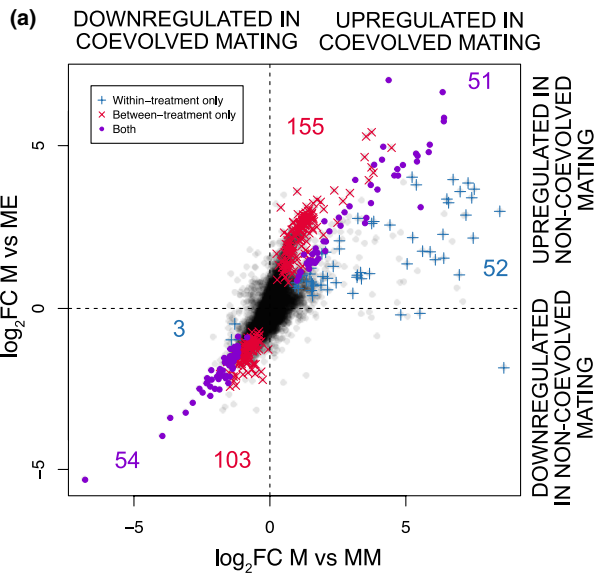 (a)
DOWNREGULATED IN
COEVOLVED MATING
UPREGULATED IN
COEVOLVED MATING
Within−treatment only
Between−treatment only
Both
51
155
52
3
54
103
5
0
−5
−5
0
5
log2FC M vs ME
log2FC M vs MM
UPREGULATED IN
NON-COEVOLVED
MATING
DOWNREGULATED
IN NON-COEVOLVED
MATING